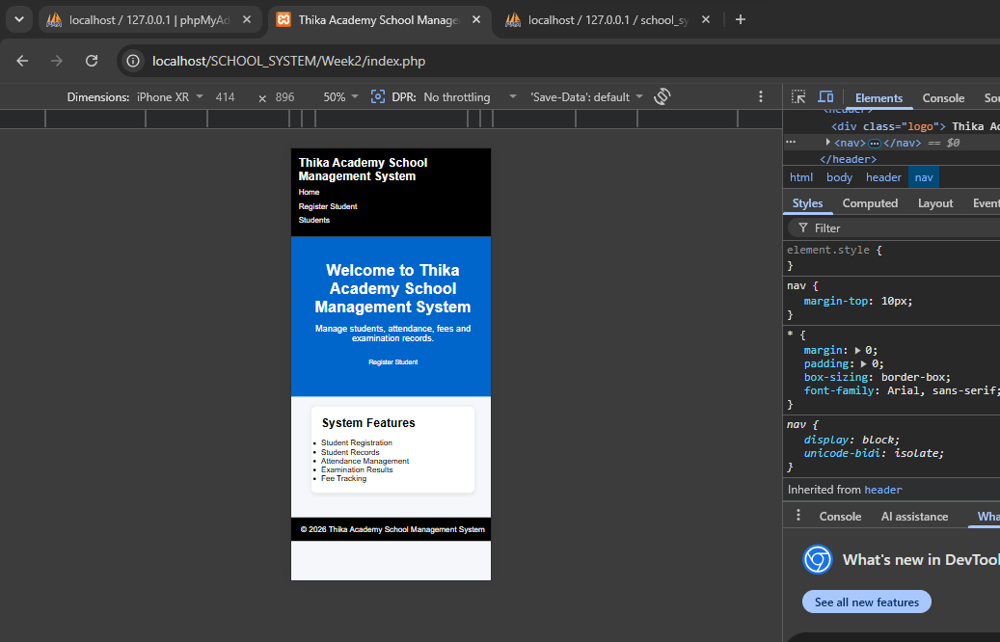 localhost / 127.0.0.1 | phpMyAd
Thika Academy School Manage
localhost / 127.0.0.1 / school_sy
localhost/SCHOOL_SYSTEM/Week2/index.php
Dimensions: iPhone XR 414 × 896 50% DPR: No throttling 'Save-Data': default
Elements Console Sou
<header>
<div class="logo"> Thika Ac
<nav> ••• </nav> == $0
</header>
html body header nav
Styles Computed Layout Event
Filter
element.style {
}
nav {
margin-top: 10px;
}
* {
margin: 0;
padding: 0;
box-sizing: border-box;
font-family: Arial, sans-serif;
}
nav {
display: block;
unicode-bidi: isolate;
}
Inherited from header
Console AI assistance Wha
What's new in DevTool
See all new features
Thika Academy School
Management System
Home
Register Student
Students
Welcome to Thika
Academy School
Management System
Manage students, attendance, fees and
examination records.
Register Student
System Features
Student Registration
Student Records
Attendance Management
Examination Results
Fee Tracking
© 2026 Thika Academy School Management System